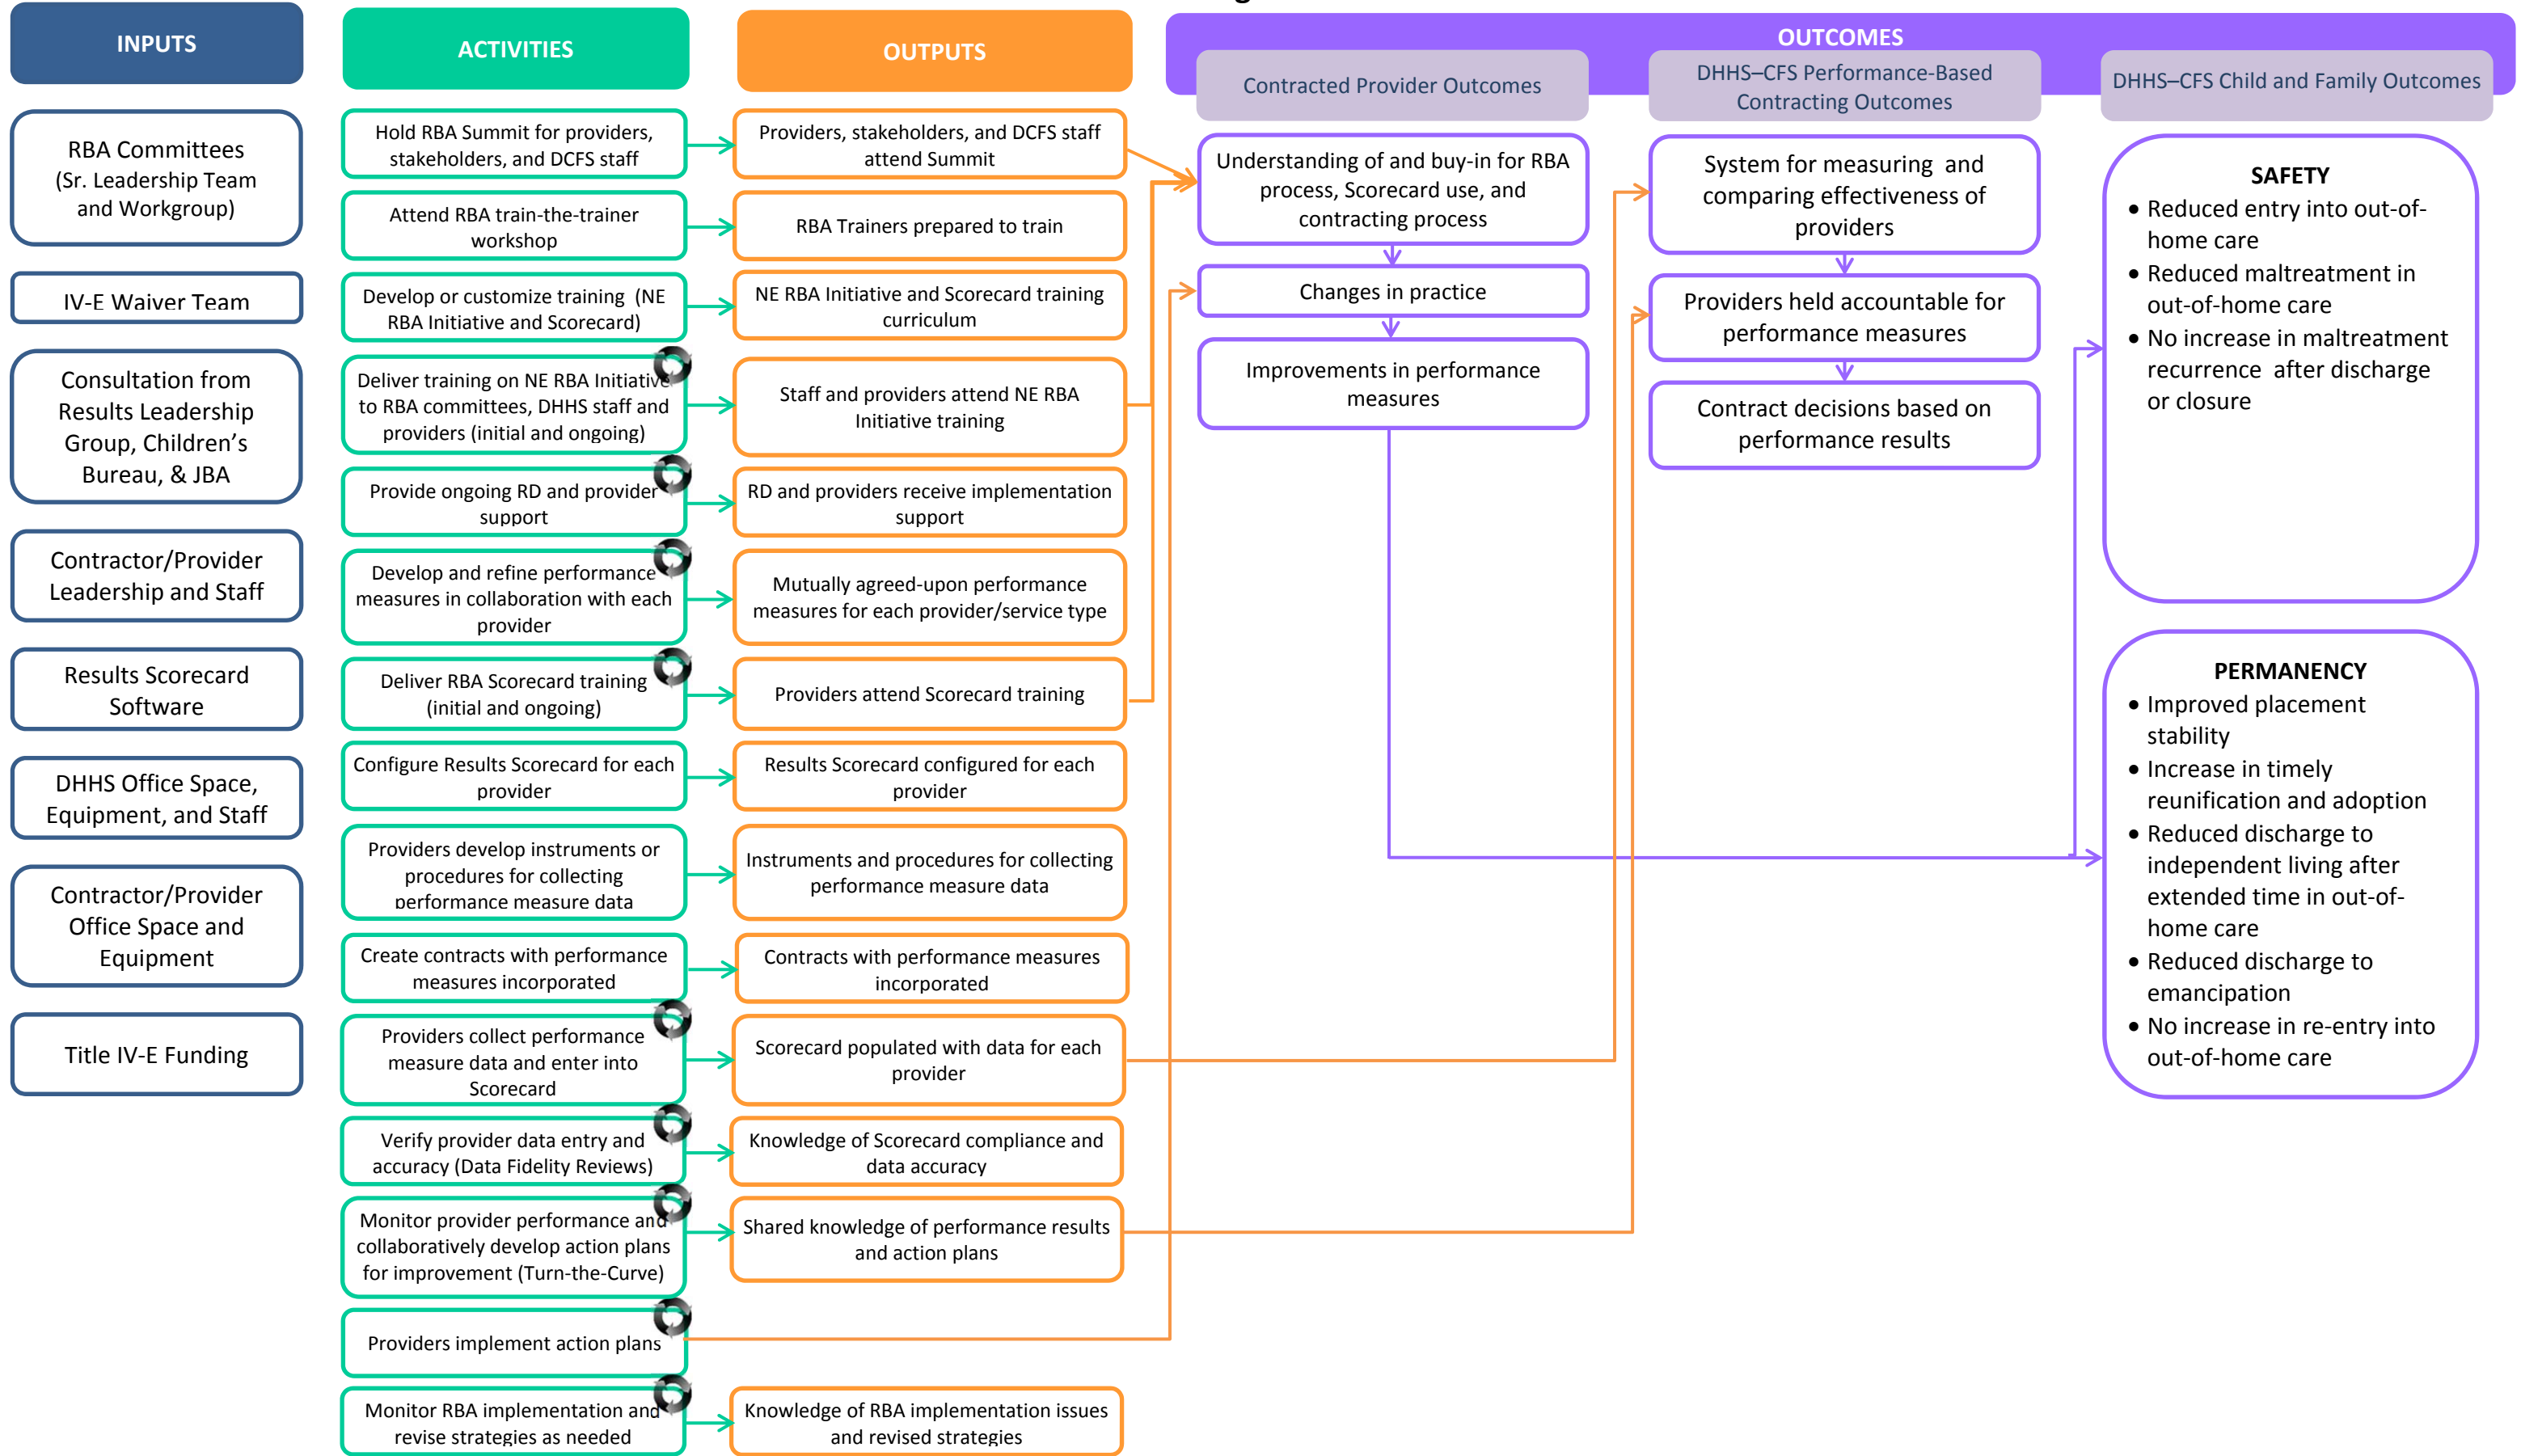 g
INPUTS
RBA Committees
(Sr. Leadership Team
and Workgroup)
IV-E Waiver Team
Consultation from
Results Leadership
Group, Children’s
Bureau, & JBA
Contractor/Provider
Leadership and Staff
Results Scorecard
Software
DHHS Office Space,
Equipment, and Staff
Contractor/Provider
Office Space and
Equipment
Title IV-E Funding
ACTIVITIES
Hold RBA Summit for providers,
stakeholders, and DCFS staff
Attend RBA train-the-trainer
workshop
Develop or customize training (NE
RBA Initiative and Scorecard)
Deliver training on NE RBA Initiative
to RBA committees, DHHS staff and
providers (initial and ongoing)
Provide ongoing RD and provider
support
Develop and refine performance
measures in collaboration with each
provider
Deliver RBA Scorecard training
(initial and ongoing)
Configure Results Scorecard for each
provider
Providers develop instruments or
procedures for collecting
performance measure data
Create contracts with performance
measures incorporated
Providers collect performance
measure data and enter into
Scorecard
Verify provider data entry and
accuracy (Data Fidelity Reviews)
Monitor provider performance and
collaboratively develop action plans
for improvement (Turn-the-Curve)
Providers implement action plans
Monitor RBA implementation and
revise strategies as needed
OUTPUTS
Providers, stakeholders, and DCFS staff
attend Summit
RBA Trainers prepared to train
NE RBA Initiative and Scorecard training
curriculum
Staff and providers attend NE RBA
Initiative training
RD and providers receive implementation
support
Mutually agreed-upon performance
measures for each provider/service type
Providers attend Scorecard training
Results Scorecard configured for each
provider
Instruments and procedures for collecting
performance measure data
Contracts with performance measures
incorporated
Scorecard populated with data for each
provider
Knowledge of Scorecard compliance and
data accuracy
Shared knowledge of performance results
and action plans
Knowledge of RBA implementation issues
and revised strategies
OUTCOMES
Contracted Provider Outcomes
Understanding of and buy-in for RBA
process, Scorecard use, and
contracting process
Changes in practice
Improvements in performance
measures
DHHS–CFS Performance-Based
Contracting Outcomes
System for measuring and
comparing effectiveness of
providers
Providers held accountable for
performance measures
Contract decisions based on
performance results
DHHS–CFS Child and Family Outcomes
SAFETY
• Reduced entry into out-of-
home care
• Reduced maltreatment in
out-of-home care
• No increase in maltreatment
recurrence after discharge
or closure
PERMANENCY
• Improved placement
stability
• Increase in timely
reunification and adoption
• Reduced discharge to
independent living after
extended time in out-of-
home care
• Reduced discharge to
emancipation
• No increase in re-entry into
out-of-home care